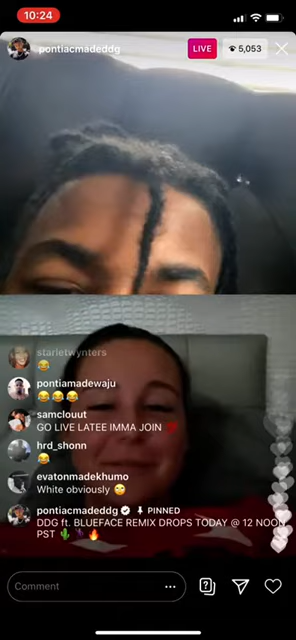 10:24
pontiacmadeddg LIVE 5,053
starletwynters
😂
pontiamadewaju
😂😂😂
samclouut
GO LIVE LATEE IMMA JOIN
hrd_shonn
😂
evatonmadekhumo
White obviously 🙄
pontiacmadeddg PINNED
DDG ft. BLUEFACE REMIX DROPS TODAY @ 12 NOON
PST 🌵🍆🔥
Comment